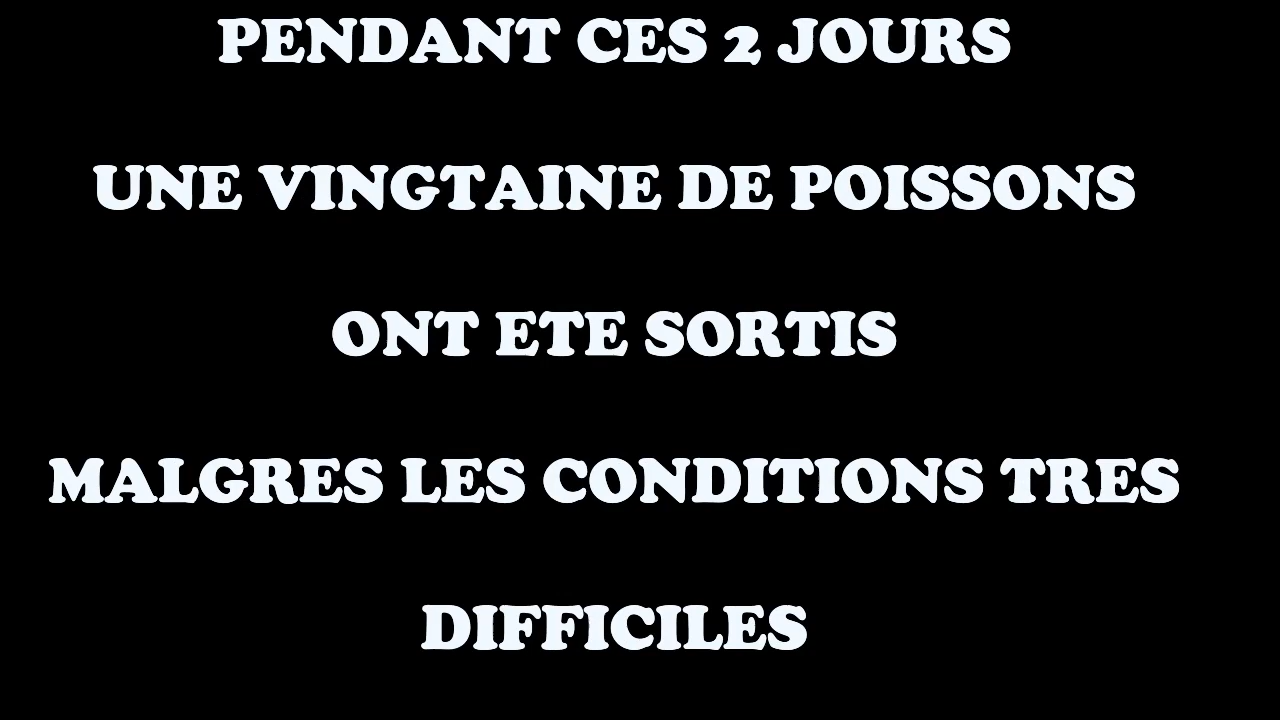 PENDANT CES 2 JOURS
UNE VINGTAINE DE POISSONS
ONT ETE SORTIS
MALGRES LES CONDITIONS TRES
DIFFICILES